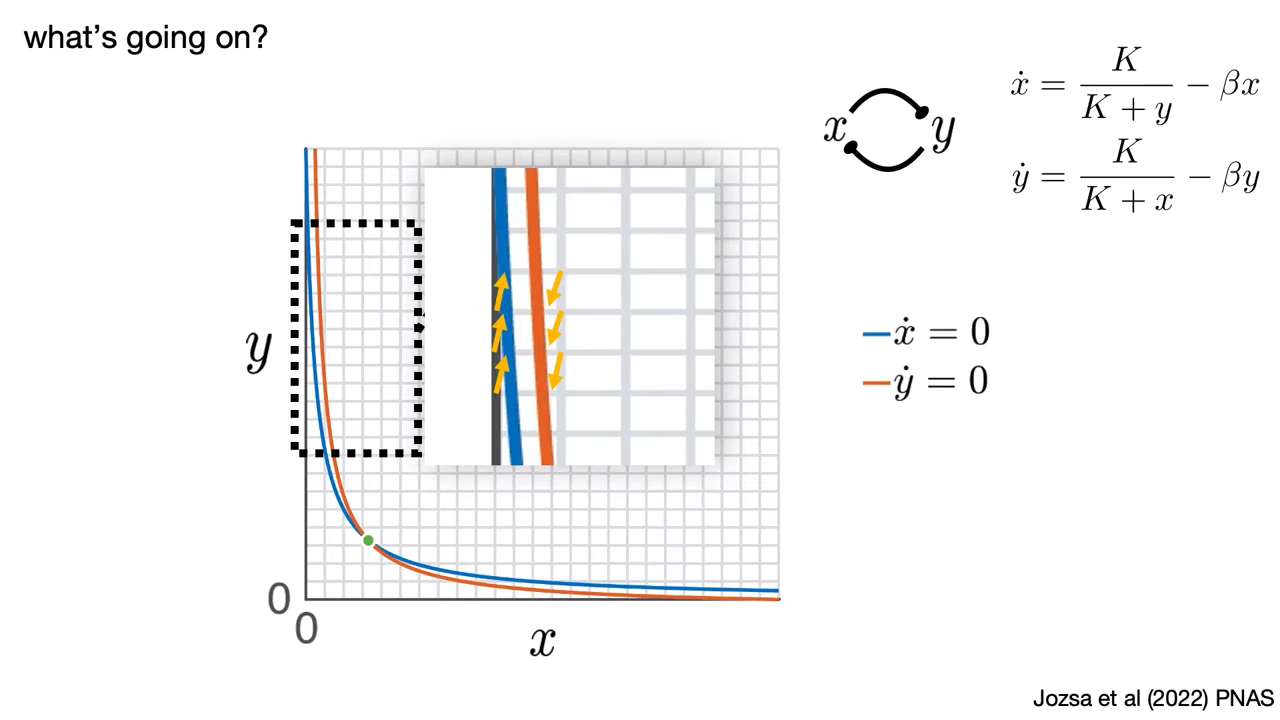 what's going on?
ẋ = K / (K + y) − βx
x y
ẏ = K / (K + x) − βy
y
ẋ = 0
ẏ = 0
0
0
x
Jozsa et al (2022) PNAS